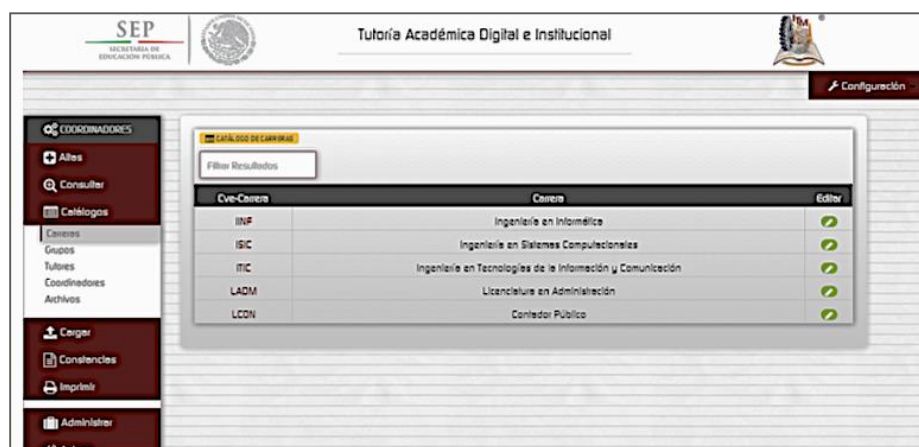 SEP
SECRETARÍA DE
EDUCACIÓN PÚBLICA
Tutoría Académica Digital e Institucional
ITM
®
Configuración
COORDINADORES
Altas
Consultar
Catálogos
Carreras
Grupos
Tutores
Coordinadores
Archivos
Cargar
Constancias
Imprimir
Administrar
CATÁLOGO DE CARRERAS
Filtrar Resultados
Cve-Carrera Carrera Editar
IINF Ingeniería en Informática
ISIC Ingeniería en Sistemas Computacionales
ITIC Ingeniería en Tecnologías de la Información y Comunicación
LADM Licenciatura en Administración
LCON Contador Público